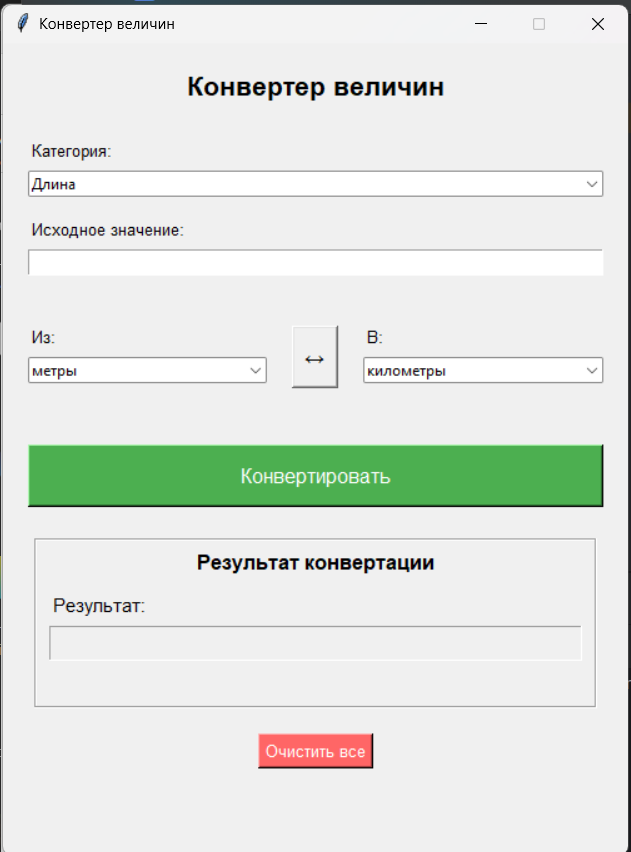 Конвертер величин
Конвертер величин
Категория:
Длина
Исходное значение:
Из:
В:
метры
↔
километры
Конвертировать
Результат конвертации
Результат:
Очистить все